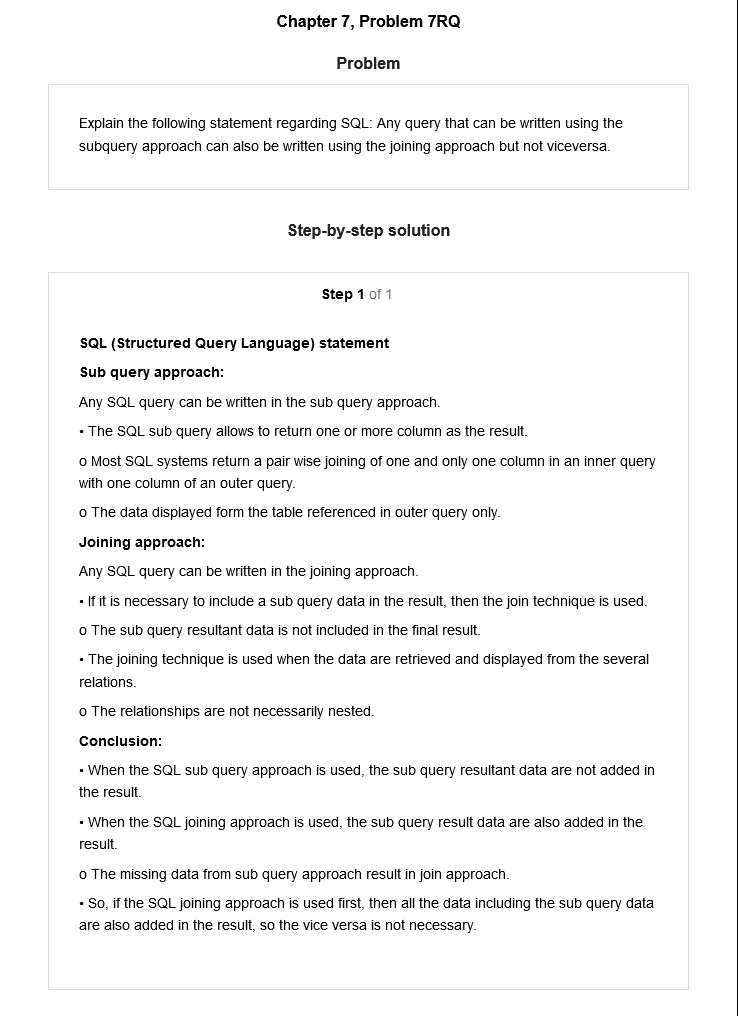 Chapter 7, Problem 7RQ
Problem
Explain the following statement regarding SQL: Any query that can be written using the
subquery approach can also be written using the joining approach but not viceversa.
Step-by-step solution
Step 1 of 1
SQL (Structured Query Language) statement
Sub query approach:
Any SQL query can be written in the sub query approach.
• The SQL sub query allows to return one or more column as the result.
o Most SQL systems return a pair wise joining of one and only one column in an inner query
with one column of an outer query.
o The data displayed form the table referenced in outer query only.
Joining approach:
Any SQL query can be written in the joining approach.
• If it is necessary to include a sub query data in the result, then the join technique is used.
o The sub query resultant data is not included in the final result.
• The joining technique is used when the data are retrieved and displayed from the several
relations.
o The relationships are not necessarily nested.
Conclusion:
• When the SQL sub query approach is used, the sub query resultant data are not added in
the result.
• When the SQL joining approach is used, the sub query result data are also added in the
result.
o The missing data from sub query approach result in join approach.
• So, if the SQL joining approach is used first, then all the data including the sub query data
are also added in the result, so the vice versa is not necessary.